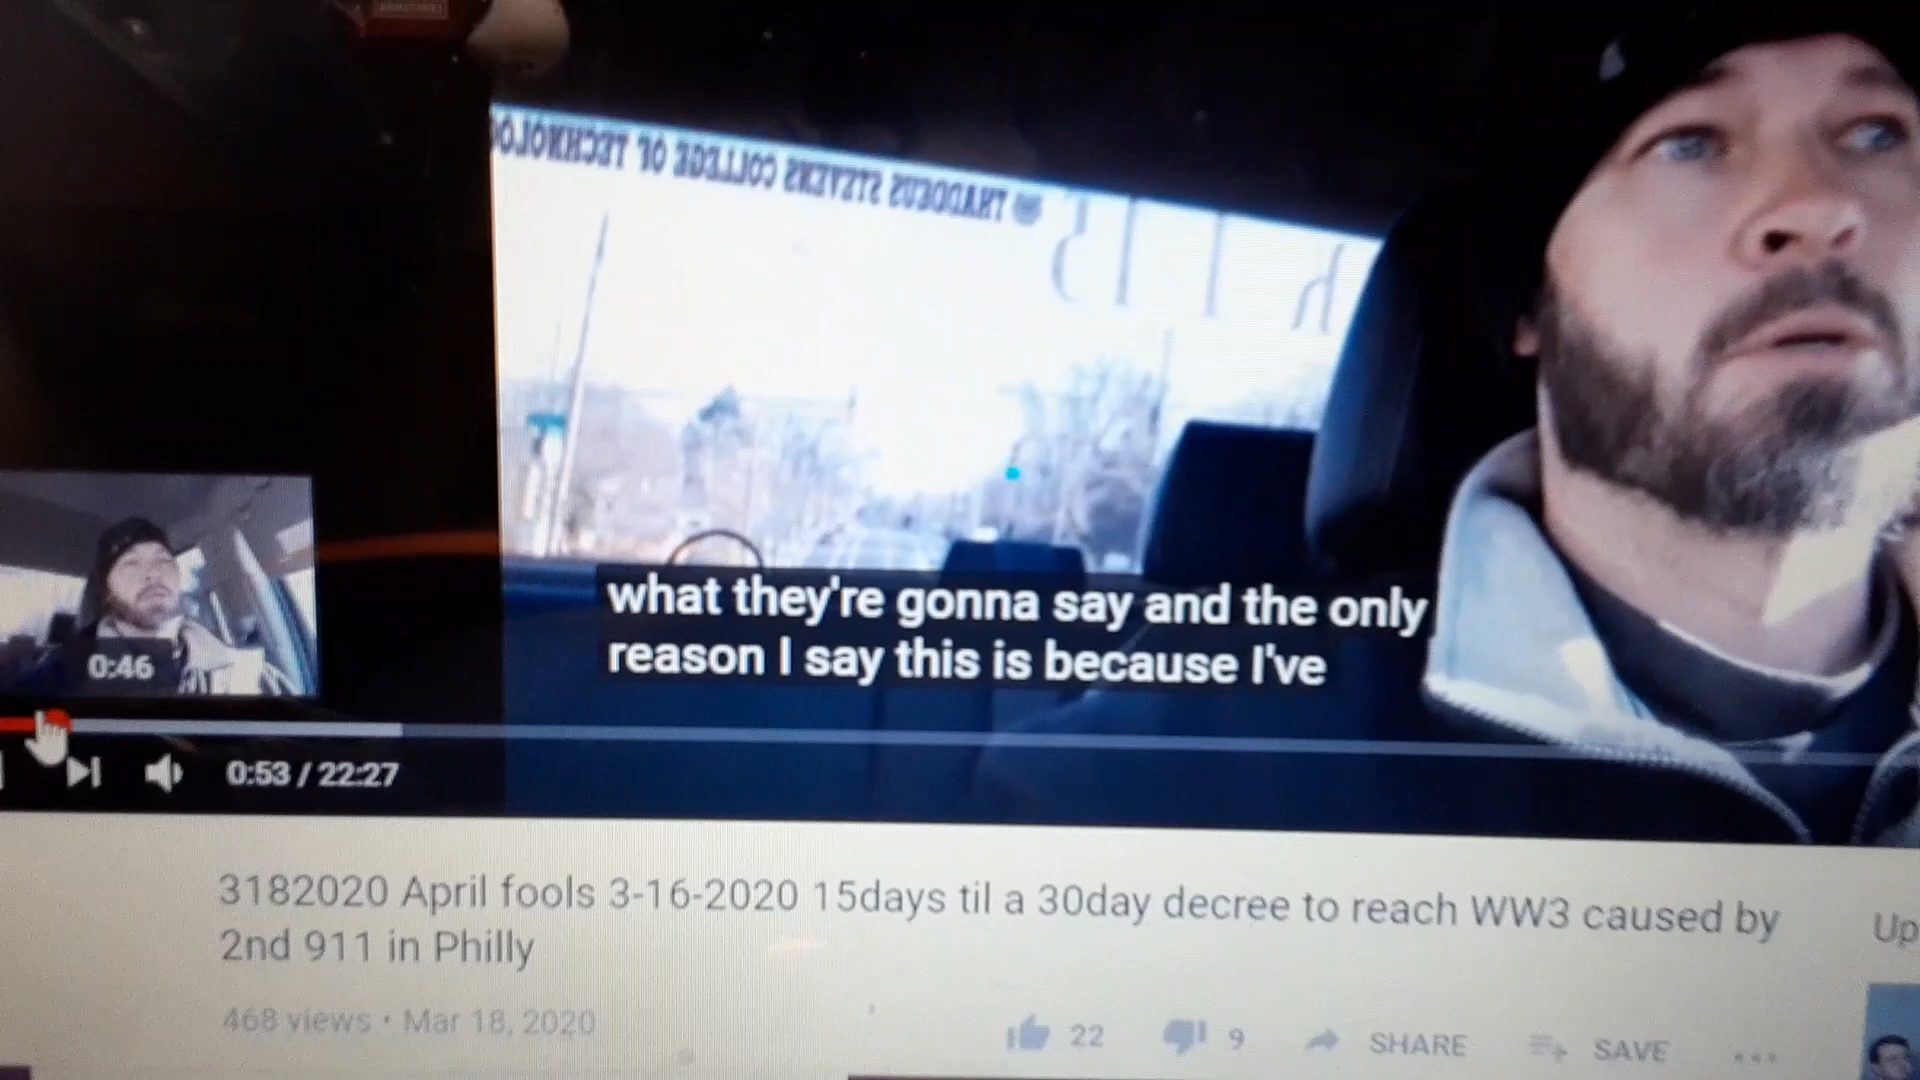 THADDEUS STEVENS COLLEGE OF TECHNOLO
what they're gonna say and the only
reason I say this is because I've
0:46
0:53 / 22:27
3182020 April fools 3-16-2020 15days til a 30day decree to reach WW3 caused by
2nd 911 in Philly
Up
468 views • Mar 18, 2020
22
9
SHARE
SAVE